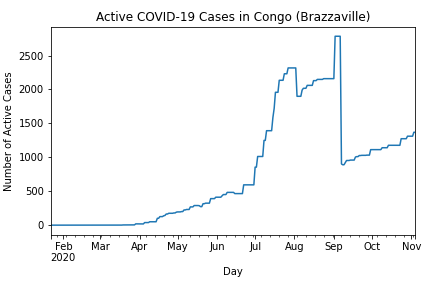 Active COVID-19 Cases in Congo (Brazzaville)
Number of Active Cases
2500
2000
1500
1000
500
0
Feb Mar Apr May Jun Jul Aug Sep Oct Nov
2020
Day